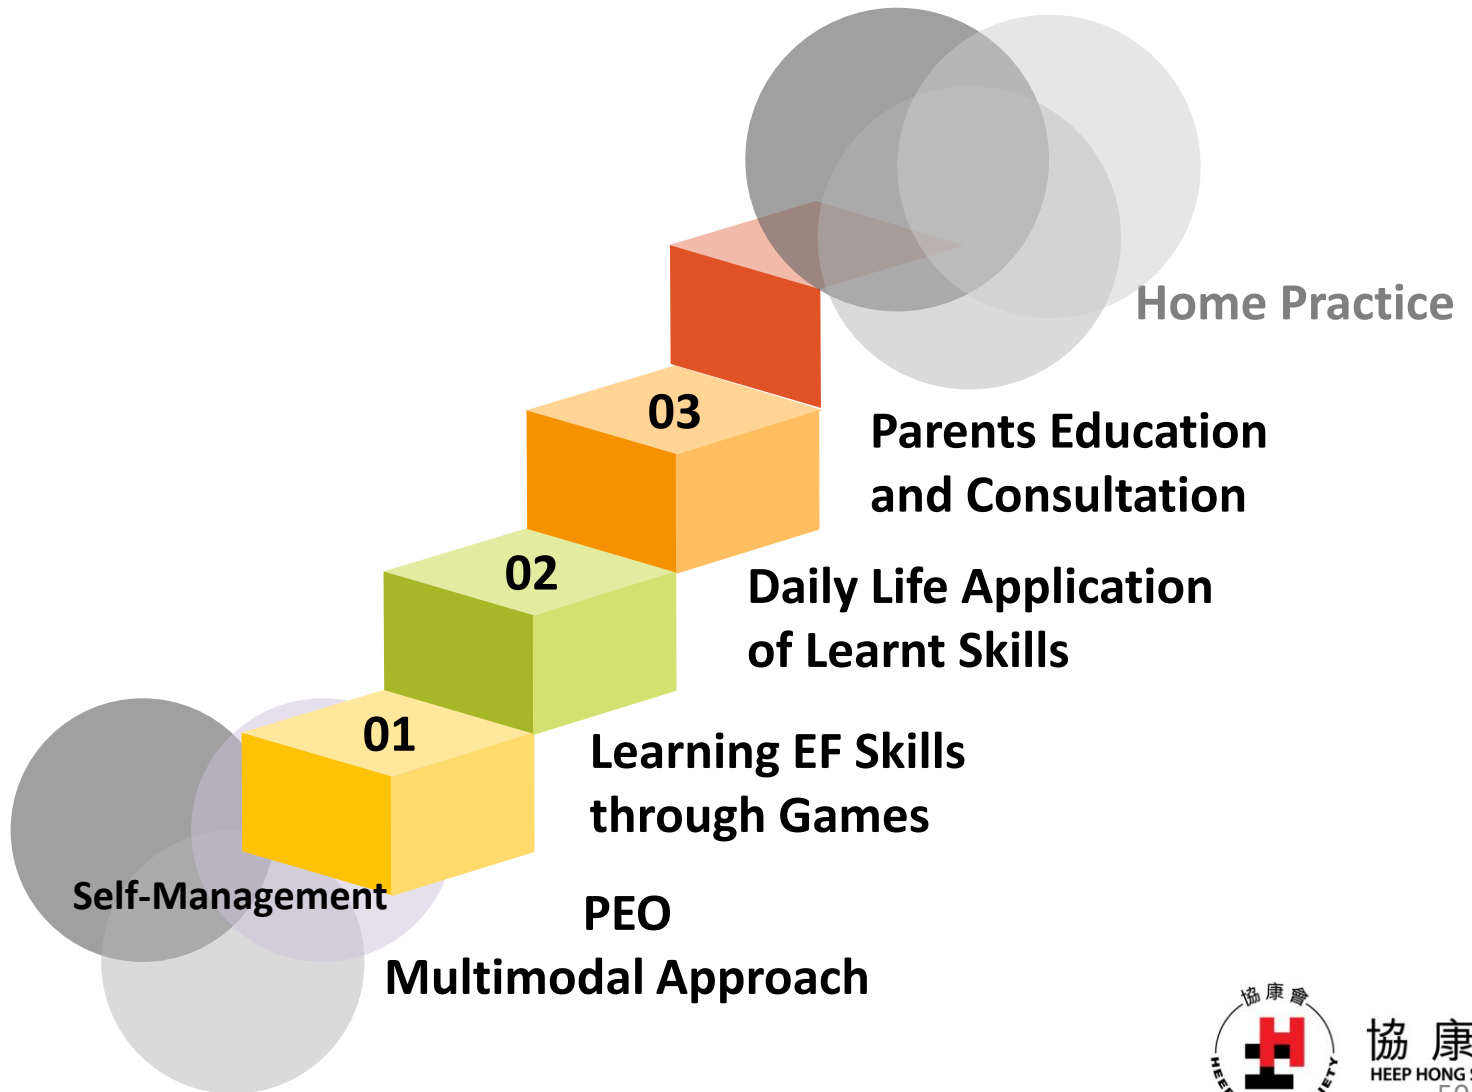 Home Practice
03
Parents Education
and Consultation
02
Daily Life Application
of Learnt Skills
01
Learning EF Skills
through Games
Self-Management
PEO
Multimodal Approach
協康會
協康
HEEP HONG